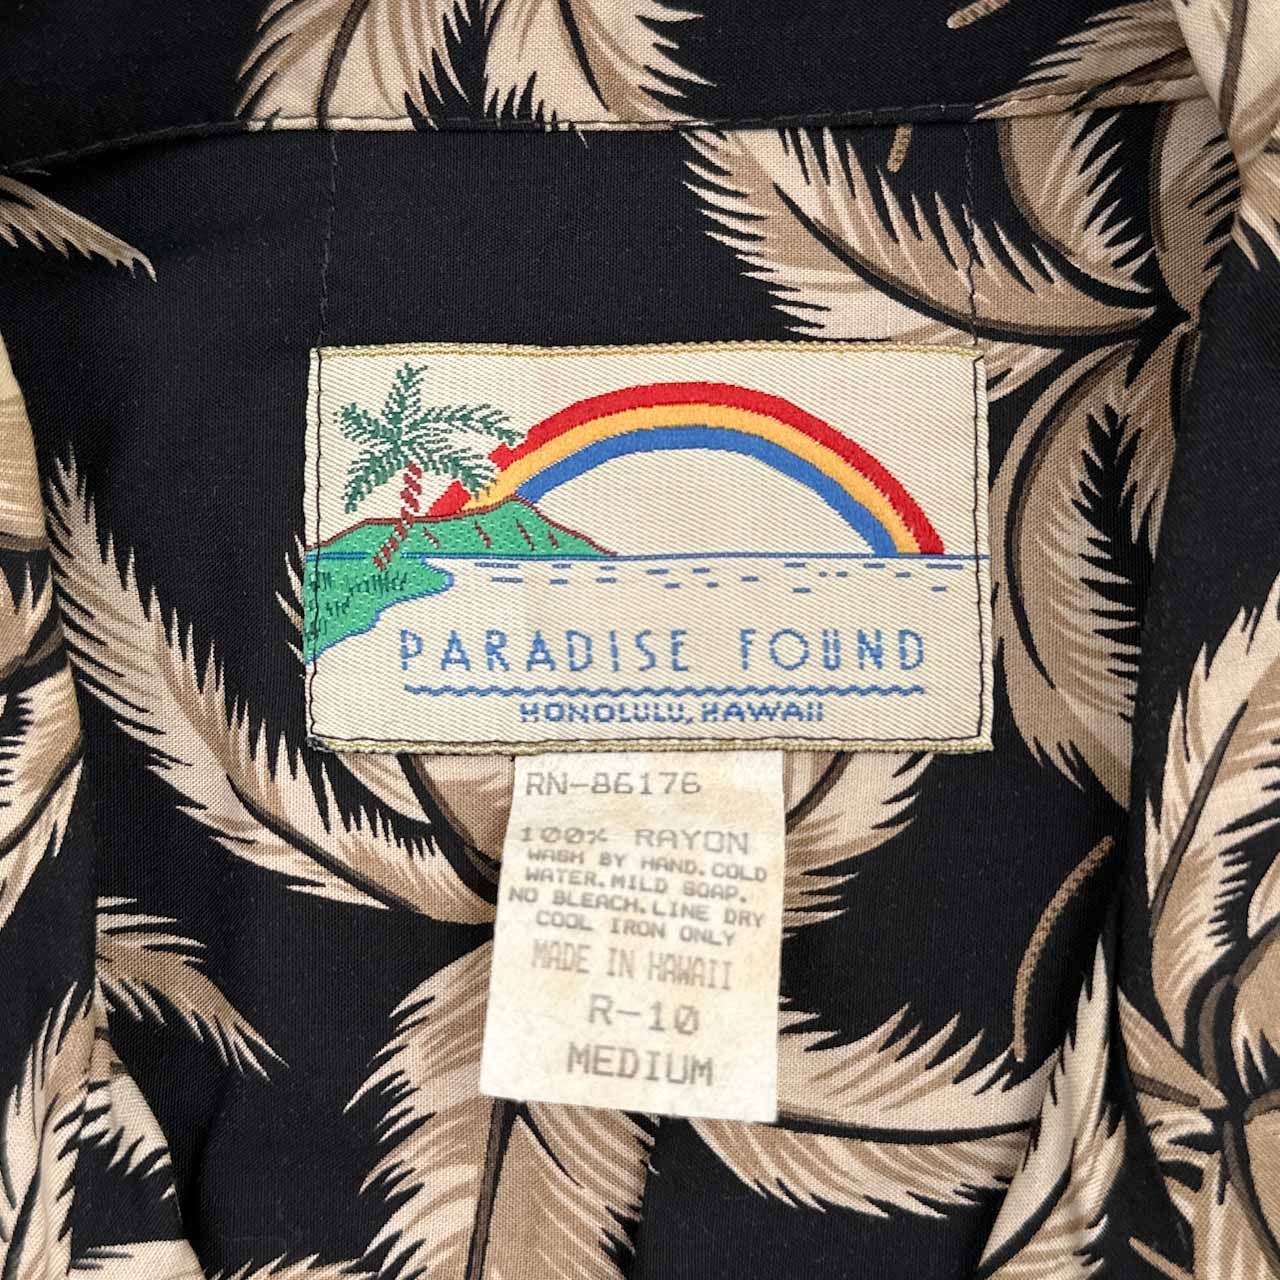 PARADISE FOUND
HONOLULU, HAWAII
RN-86176
100% RAYON
WASH BY HAND.COLD
WATER.MILD SOAP.
NO BLEACH.LINE DRY
COOL IRON ONLY
MADE IN HAWAII
R-10
MEDIUM